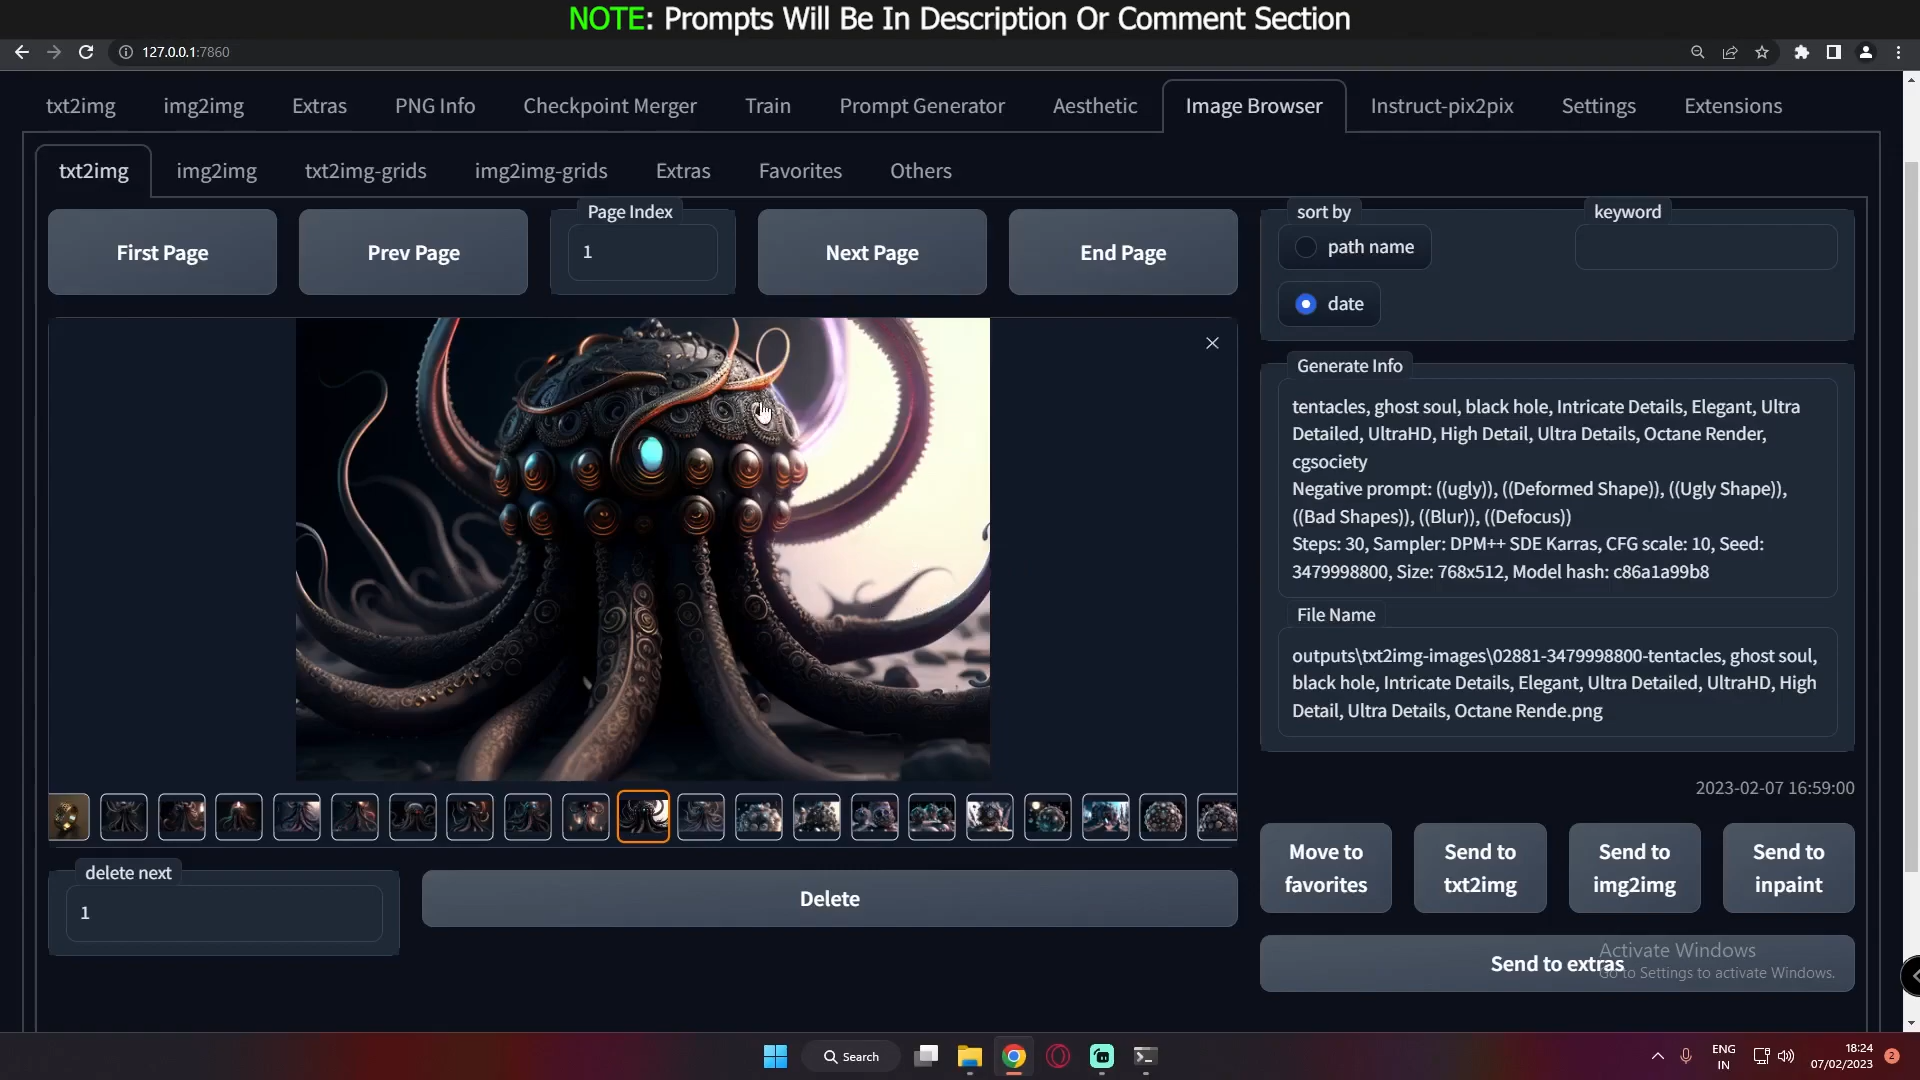 NOTE: Prompts Will Be In Description Or Comment Section
127.0.0.1:7860
txt2img img2img Extras PNG Info Checkpoint Merger Train Prompt Generator Aesthetic Image Browser Instruct-pix2pix Settings Extensions
txt2img img2img txt2img-grids img2img-grids Extras Favorites Others
Page Index
First Page Prev Page 1 Next Page End Page
sort by keyword
path name
date
Generate Info
tentacles, ghost soul, black hole, Intricate Details, Elegant, Ultra
Detailed, UltraHD, High Detail, Ultra Details, Octane Render,
cgsociety
Negative prompt: ((ugly)), ((Deformed Shape)), ((Ugly Shape)),
((Bad Shapes)), ((Blur)), ((Defocus))
Steps: 30, Sampler: DPM++ SDE Karras, CFG scale: 10, Seed:
3479998800, Size: 768x512, Model hash: c86a1a99b8
File Name
outputs\txt2img-images\02881-3479998800-tentacles, ghost soul,
black hole, Intricate Details, Elegant, Ultra Detailed, UltraHD, High
Detail, Ultra Details, Octane Rende.png
2023-02-07 16:59:00
delete next
1
Delete
Move to
favorites
Send to
txt2img
Send to
img2img
Send to
inpaint
Send to extras
Activate Windows
Go to Settings to activate Windows.
Search
ENG
IN
18:24
07/02/2023
2